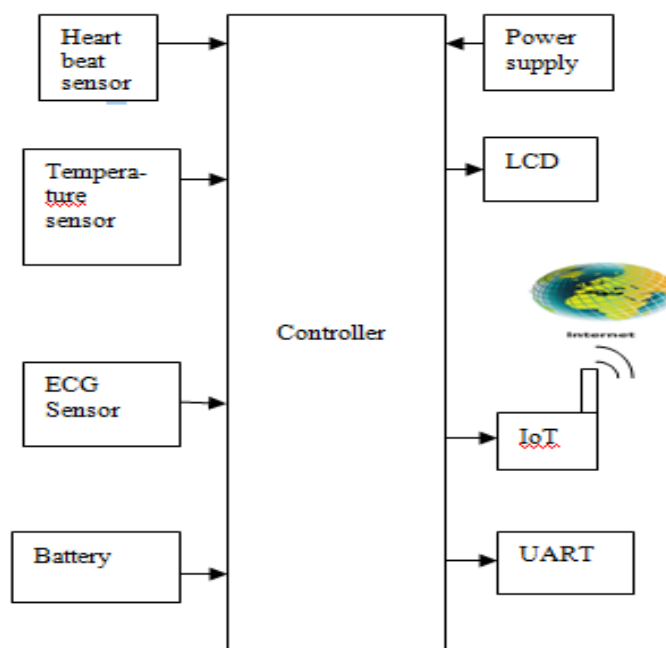 Heart
beat
sensor
Power
supply
Tempera-
ture
sensor
LCD
Internet
Controller
ECG
Sensor
IoT
Battery
UART